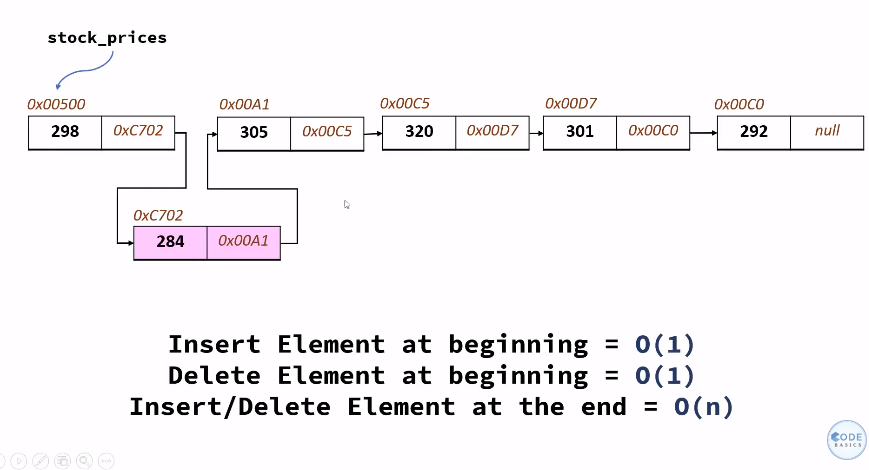 stock_prices
0x00500
0x00A1
0x00C5
0x00D7
0x00C0
298 0xC702
305 0x00C5
320 0x00D7
301 0x00C0
292 null
0xC702
284 0x00A1
Insert Element at beginning = O(1)
Delete Element at beginning = O(1)
Insert/Delete Element at the end = O(n)
CODE
BASICS